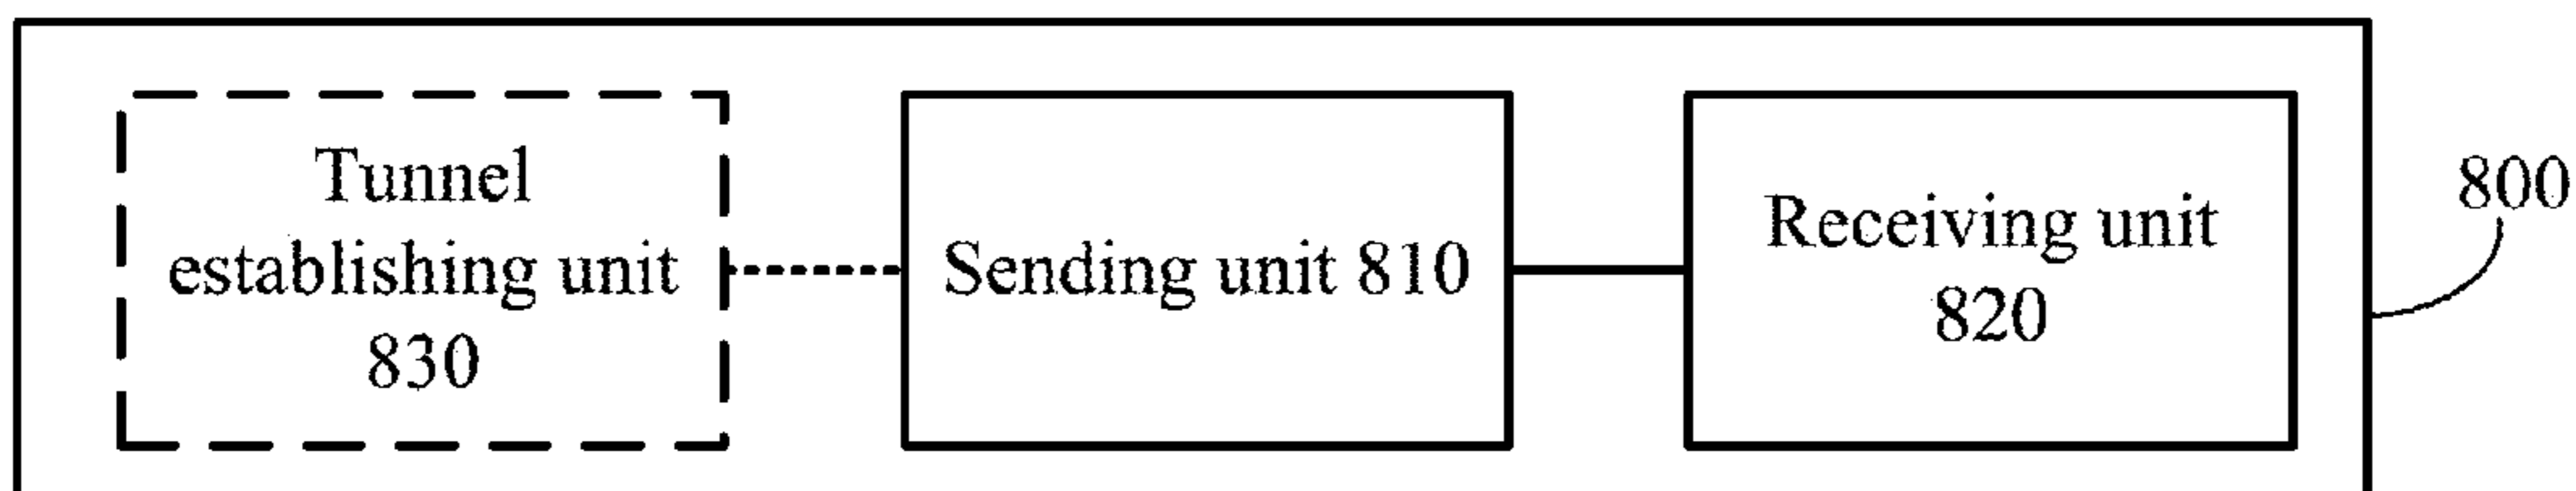 Tunnel
establishing unit
830
Sending unit 810
Receiving unit
820
800